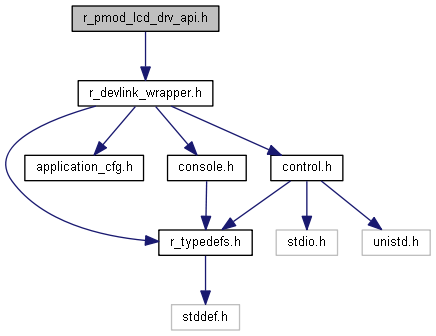 r_pmod_lcd_drv_api.h
r_devlink_wrapper.h
application_cfg.h
console.h
control.h
r_typedefs.h
stdio.h
unistd.h
stddef.h